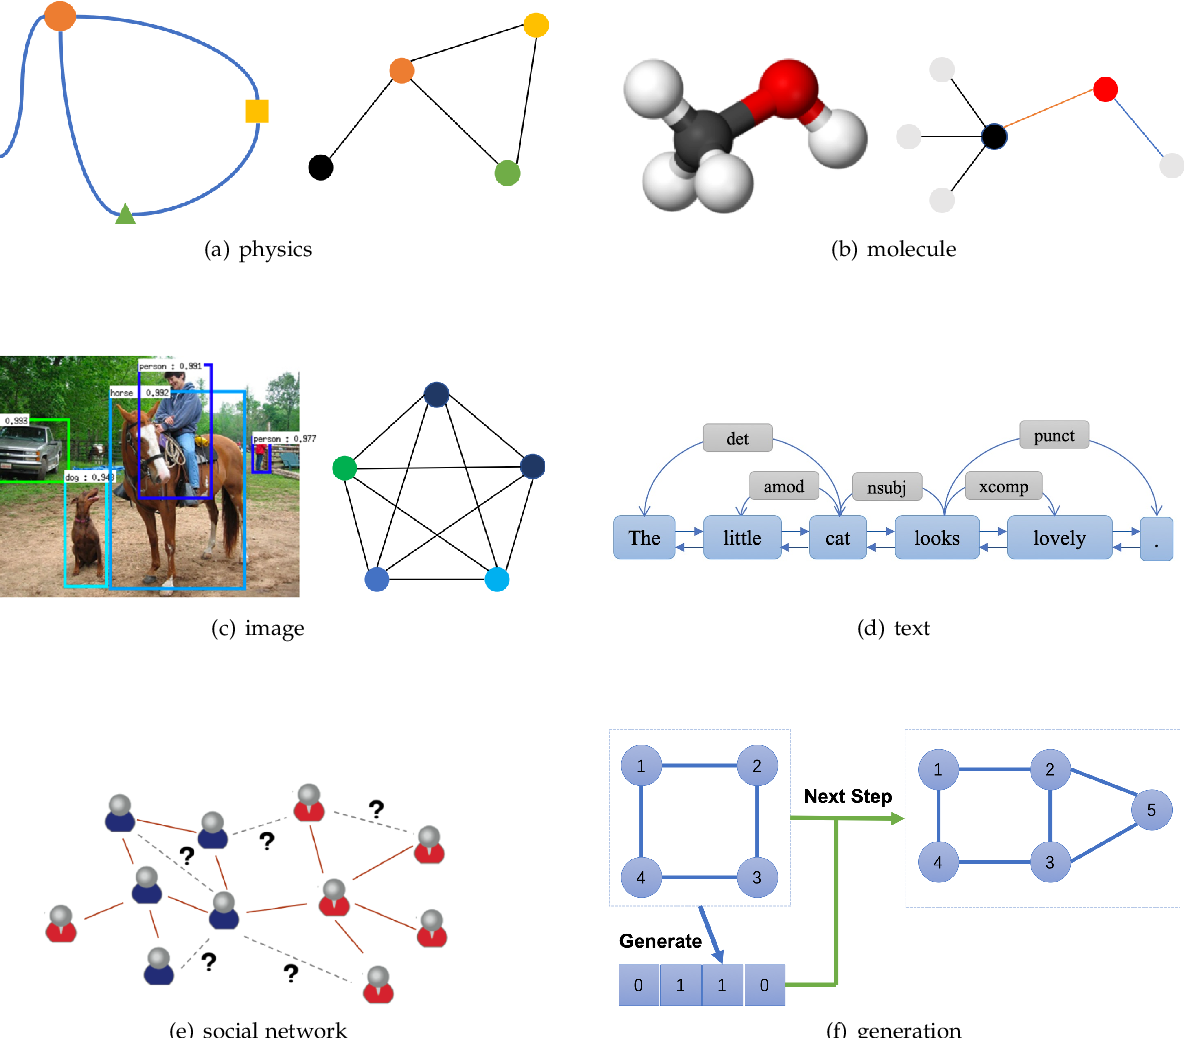 (a) physics
(b) molecule
person : 0.991
horse : 0.992
0.993
person : 0.977
dog : 0.943
(c) image
det
punct
amod
nsubj
xcomp
The
little
cat
looks
lovely
.
(d) text
?
?
?
?
?
(e) social network
1
2
4
3
Next Step
1
2
5
4
3
Generate
0 1 1 0
(f) generation